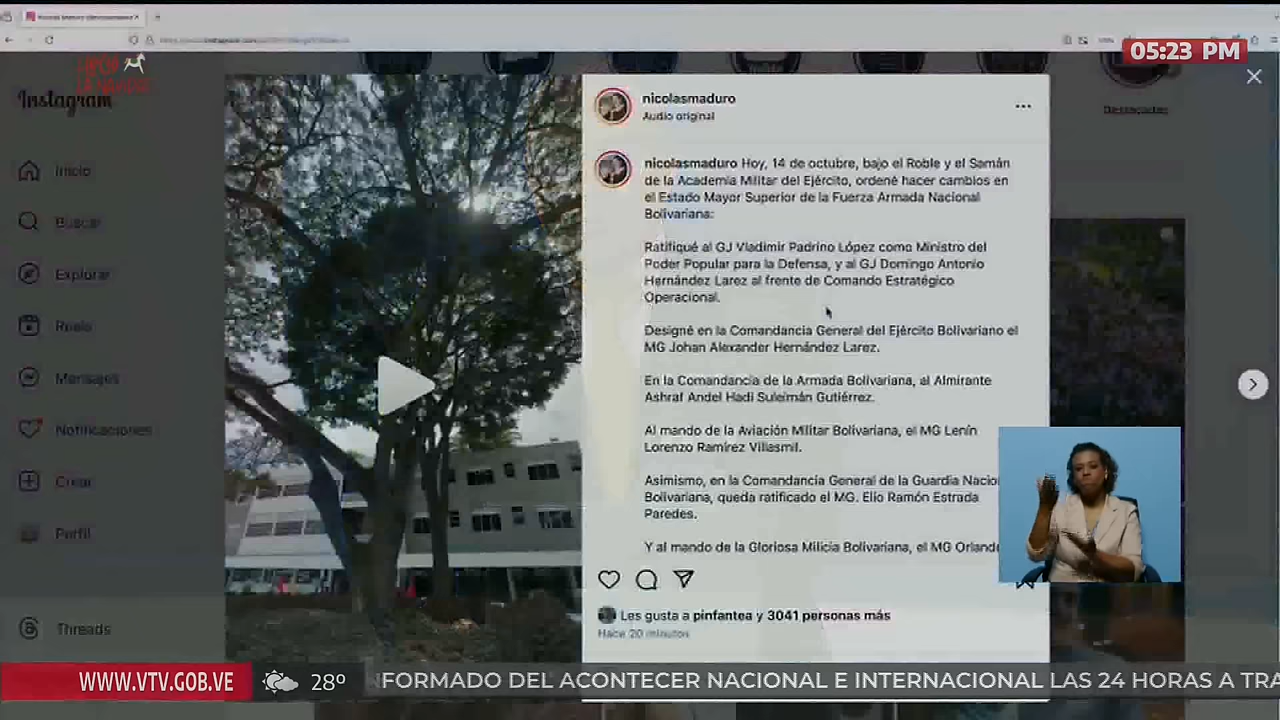 05:23 PM
Instagram
Destacadas
Inicio
Buscar
Explorar
Reels
Mensajes
Notificaciones
Crear
Perfil
Threads
nicolasmaduro
Audio original
nicolasmaduro Hoy, 14 de octubre, bajo el Roble y el Samán
de la Academia Militar del Ejército, ordené hacer cambios en
el Estado Mayor Superior de la Fuerza Armada Nacional
Bolivariana:
Ratifiqué al GJ Vladimir Padrino López como Ministro del
Poder Popular para la Defensa, y al GJ Domingo Antonio
Hernández Larez al frente de Comando Estratégico
Operacional.
Designé en la Comandancia General del Ejército Bolivariano el
MG Johan Alexander Hernández Larez.
En la Comandancia de la Armada Bolivariana, al Almirante
Ashraf Andel Hadi Suleimán Gutiérrez.
Al mando de la Aviación Militar Bolivariana, el MG Lenín
Lorenzo Ramírez Villasmil.
Asimismo, en la Comandancia General de la Guardia Nacion
Bolivariana, queda ratificado el MG. Elio Ramón Estrada
Paredes.
Y al mando de la Gloriosa Milicia Bolivariana, el MG Orland
Les gusta a pinfantea y 3041 personas más
Hace 20 minutos
WWW.VTV.GOB.VE
28º
NFORMADO DEL ACONTECER NACIONAL E INTERNACIONAL LAS 24 HORAS A TRA